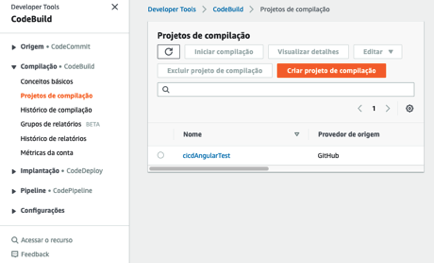 Developer Tools
CodeBuild
Origem • CodeCommit
Compilação • CodeBuild
Conceitos básicos
Projetos de compilação
Histórico de compilação
Grupos de relatórios BETA
Histórico de relatórios
Métricas da conta
Implantação • CodeDeploy
Pipeline • CodePipeline
Configurações
Acessar o recurso
Feedback
Developer Tools > CodeBuild > Projetos de compilação
Projetos de compilação
Iniciar compilação Visualizar detalhes Editar
Excluir projeto de compilação Criar projeto de compilação
1
Nome Provedor de origem
cicdAngularTest GitHub